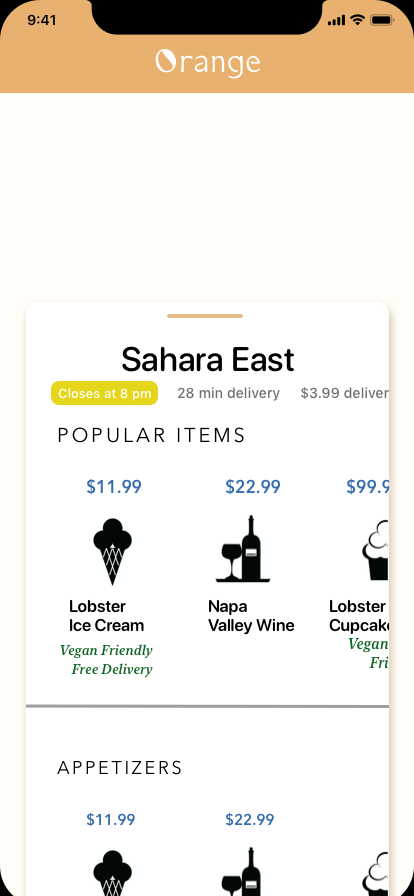 9:41
Orange
Sahara East
Closes at 8 pm 28 min delivery $3.99 deliver
POPULAR ITEMS
$11.99 $22.99 $99.9
Lobster Napa Lobster
Ice Cream Valley Wine Cupcake
Vegan Friendly Vegan
Free Delivery Fri
APPETIZERS
$11.99 $22.99